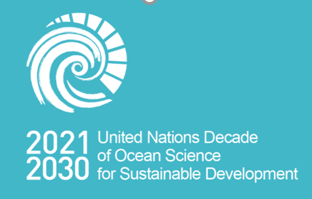 2021 United Nations Decade
of Ocean Science
2030 for Sustainable Development